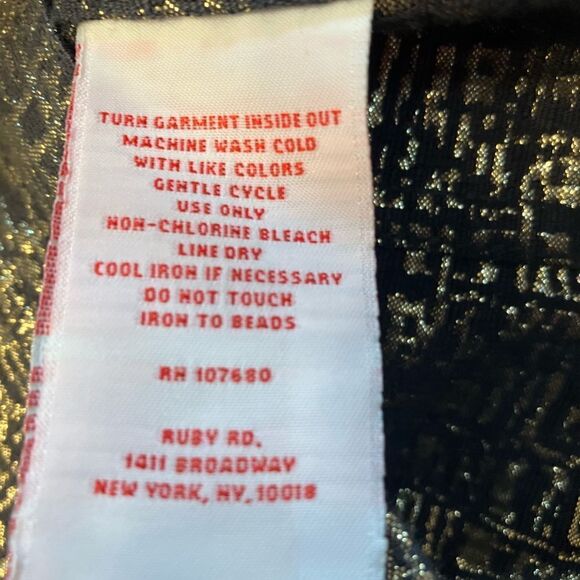 TURN GARMENT INSIDE OUT
MACHINE WASH COLD
WITH LIKE COLORS
GENTLE CYCLE
USE ONLY
NON-CHLORINE BLEACH
LINE DRY
COOL IRON IF NECESSARY
DO NOT TOUCH
IRON TO BEADS
RN 107680
RUBY RD.
1411 BROADWAY
NEW YORK, NY.10018